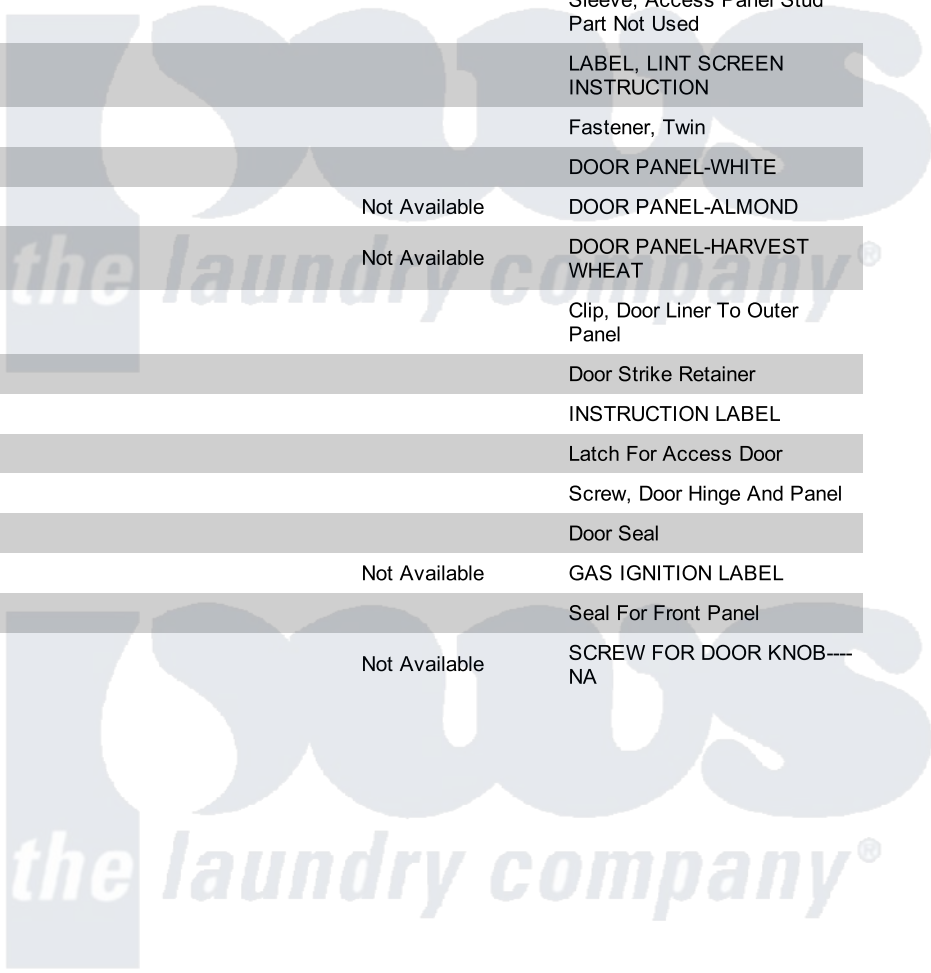 Sleeve, Access Panel Stud
Part Not Used
LABEL, LINT SCREEN
INSTRUCTION
Fastener, Twin
DOOR PANEL-WHITE
Not Available DOOR PANEL-ALMOND
Not Available DOOR PANEL-HARVEST
WHEAT
Clip, Door Liner To Outer
Panel
Door Strike Retainer
INSTRUCTION LABEL
Latch For Access Door
Screw, Door Hinge And Panel
Door Seal
Not Available GAS IGNITION LABEL
Seal For Front Panel
Not Available SCREW FOR DOOR KNOB----
NA
pws
the laundry company®
pws
the laundry company®